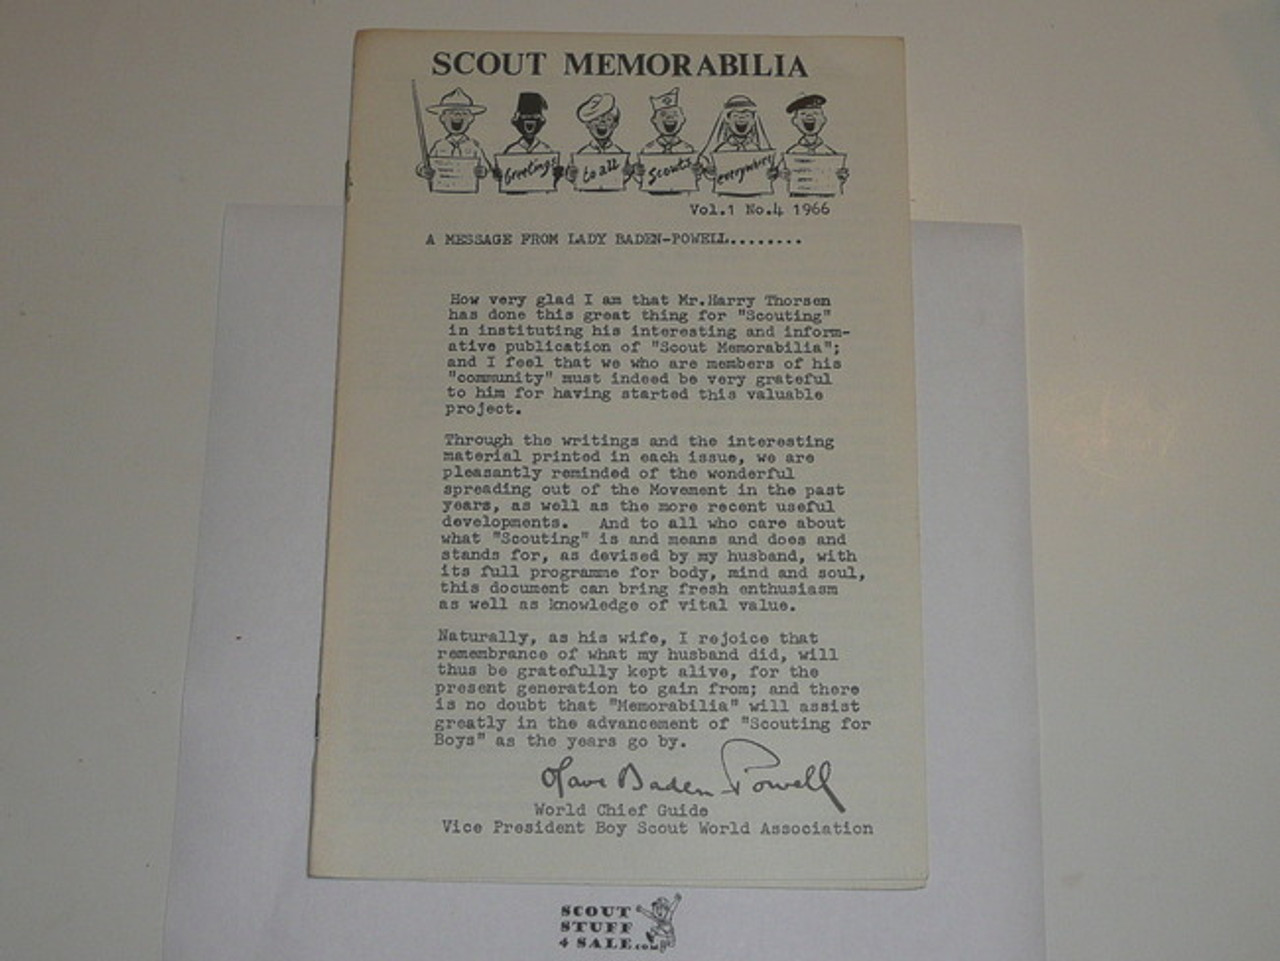 SCOUT MEMORABILIA
Greetings to all Scouts everywhere
Vol.1 No.4 1966
A MESSAGE FROM LADY BADEN-POWELL........
How very glad I am that Mr.Harry Thorsen
has done this great thing for "Scouting"
in instituting his interesting and inform-
ative publication of "Scout Memorabilia";
and I feel that we who are members of his
"community" must indeed be very grateful
to him for having started this valuable
project.
Through the writings and the interesting
material printed in each issue, we are
pleasantly reminded of the wonderful
spreading out of the Movement in the past
years, as well as the more recent useful
developments.   And to all who care about
what "Scouting" is and means and does and
stands for, as devised by my husband, with
its full programme for body, mind and soul,
this document can bring fresh enthusiasm
as well as knowledge of vital value.
Naturally, as his wife, I rejoice that
remembrance of what my husband did, will
thus be gratefully kept alive, for the
present generation to gain from; and there
is no doubt that "Memorabilia" will assist
greatly in the advancement of "Scouting for
Boys" as the years go by.
Olave Baden Powell
World Chief Guide
Vice President Boy Scout World Association
SCOUT
STUFF
4 SALE.com